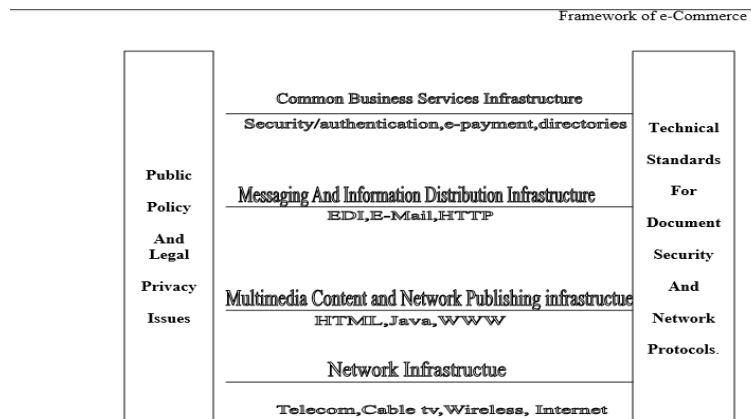 Framework of e-Commerce
Public
Policy
And
Legal
Privacy
Issues
Common Business Services Infrastructure
Security/authentication,e-payment,directories
Messaging And Information Distribution Infrastructure
EDI,E-Mail,HTTP
Multimedia Content and Network Publishing infrastructue
HTML,Java,WWW
Network Infrastructue
Telecom,Cable tv,Wireless, Internet
Technical
Standards
For
Document
Security
And
Network
Protocols.